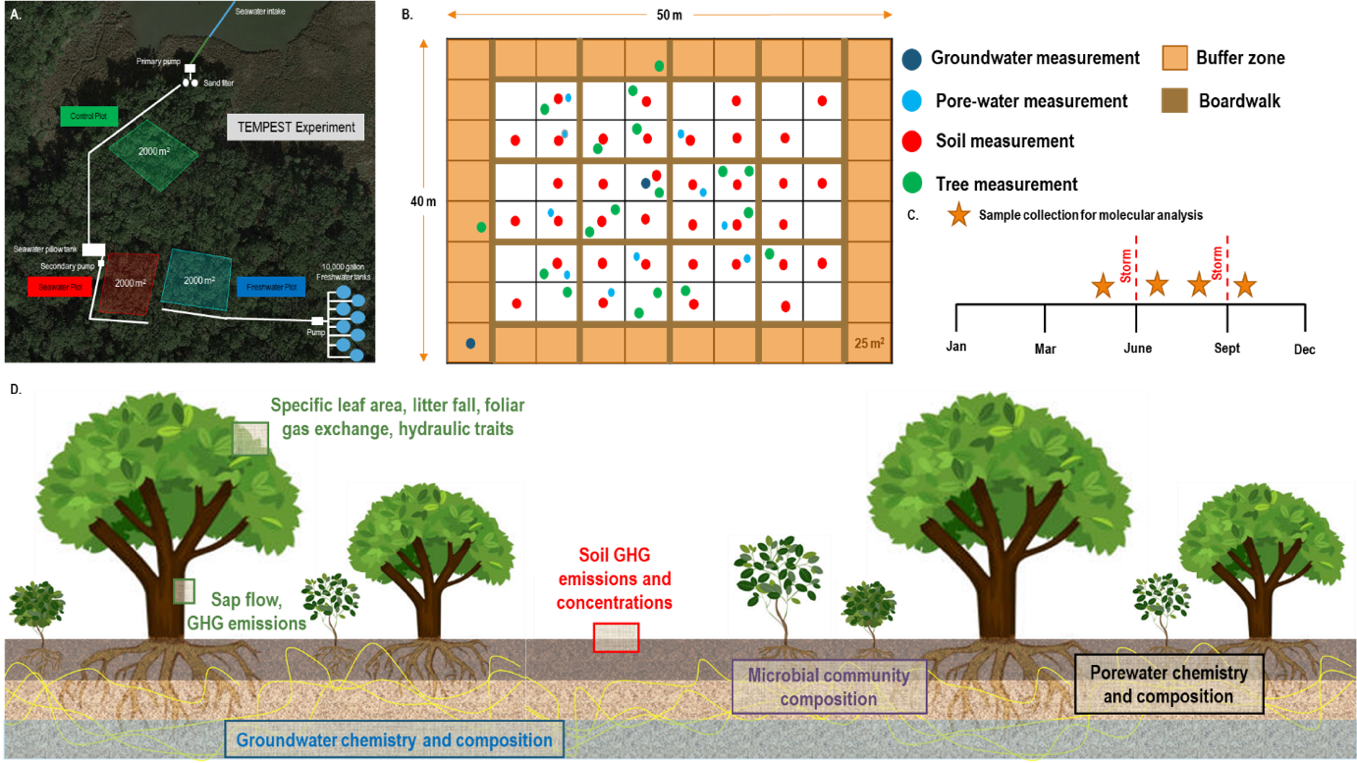 A.
Seawater intake
Primary pump
Sand filter
Control Plot
TEMPEST Experiment
2000 m²
Seawater pillow tank
Secondary pump
Seawater Plot
2000 m²
2000 m²
Freshwater Plot
10,000 gallon
Freshwater tanks
Pump
B.
50 m
40 m
25 m²
Groundwater measurement
Pore-water measurement
Soil measurement
Tree measurement
Buffer zone
Boardwalk
C.
Sample collection for molecular analysis
Storm
Storm
Jan
Mar
June
Sept
Dec
D.
Specific leaf area, litter fall, foliar
gas exchange, hydraulic traits
Sap flow,
GHG emissions
Soil GHG
emissions and
concentrations
Microbial community
composition
Porewater chemistry
and composition
Groundwater chemistry and composition